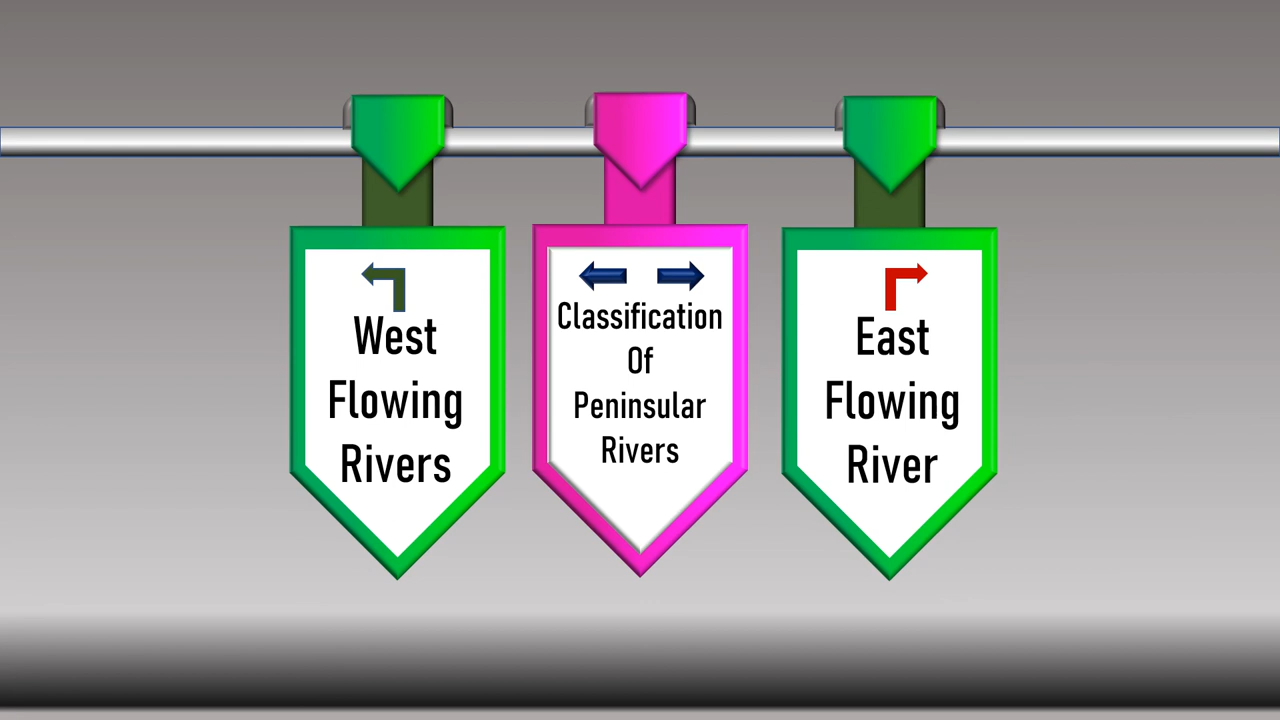 West
Flowing
Rivers
Classification
Of
Peninsular
Rivers
East
Flowing
River